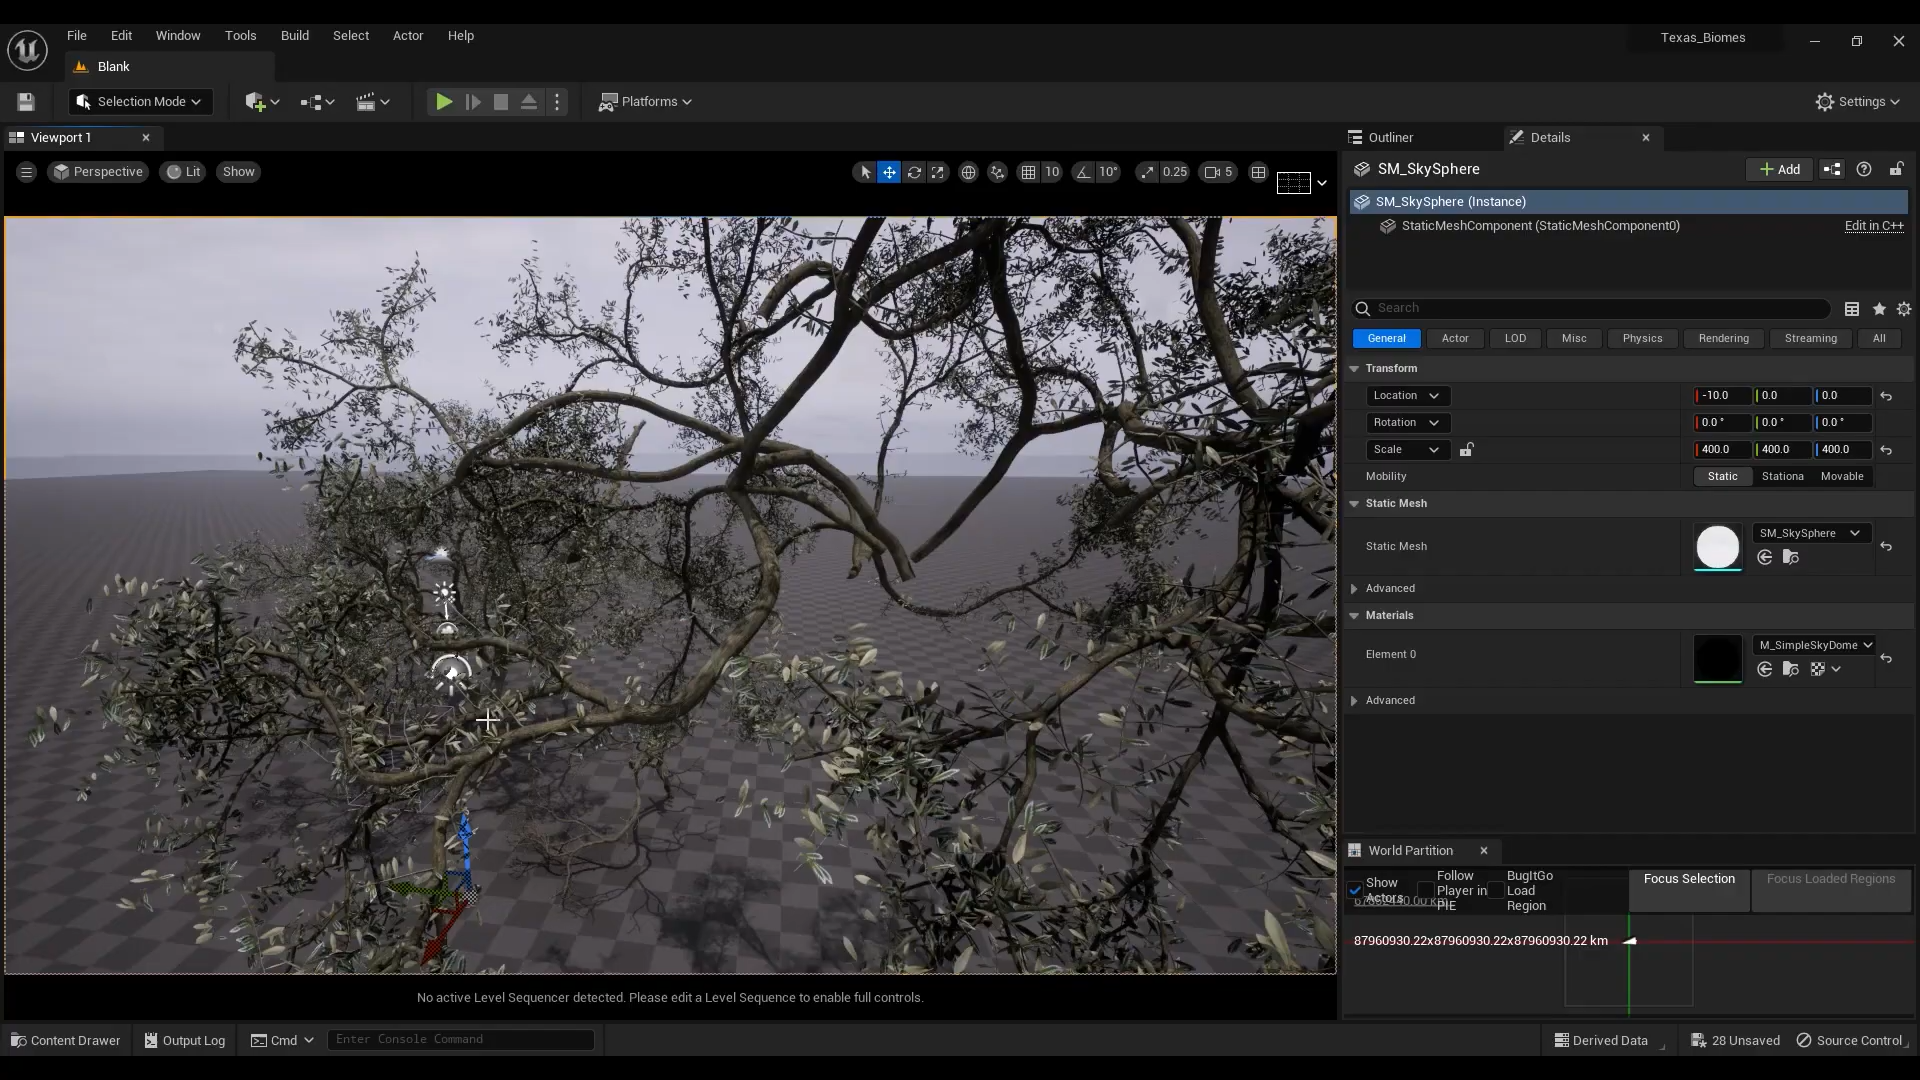 File Edit Window Tools Build Select Actor Help
Texas_Biomes
Blank
Selection Mode
Platforms
Settings
Viewport 1
Outliner
Details
Perspective
Lit
Show
10
10°
0.25
5
SM_SkySphere
Add
SM_SkySphere (Instance)
StaticMeshComponent (StaticMeshComponent0)
Edit in C++
Search
General Actor LOD Misc Physics Rendering Streaming All
Transform
Location
-10.0 0.0 0.0
Rotation
0.0 ° 0.0 ° 0.0 °
Scale
400.0 400.0 400.0
Mobility
Static Stationa Movable
Static Mesh
Static Mesh
SM_SkySphere
Advanced
Materials
Element 0
M_SimpleSkyDome
Advanced
World Partition
Show Actors
Follow Player in PIE
BugItGo Load Region
Focus Selection
Focus Loaded Regions
87960930.22x87960930.22x87960930.22 km
No active Level Sequencer detected. Please edit a Level Sequence to enable full controls.
Content Drawer
Output Log
Cmd
Enter Console Command
Derived Data
28 Unsaved
Source Control